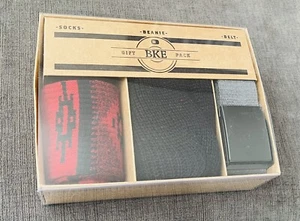 -SOCKS- -BEANIE- -BELT-
GIFT BKE PACK